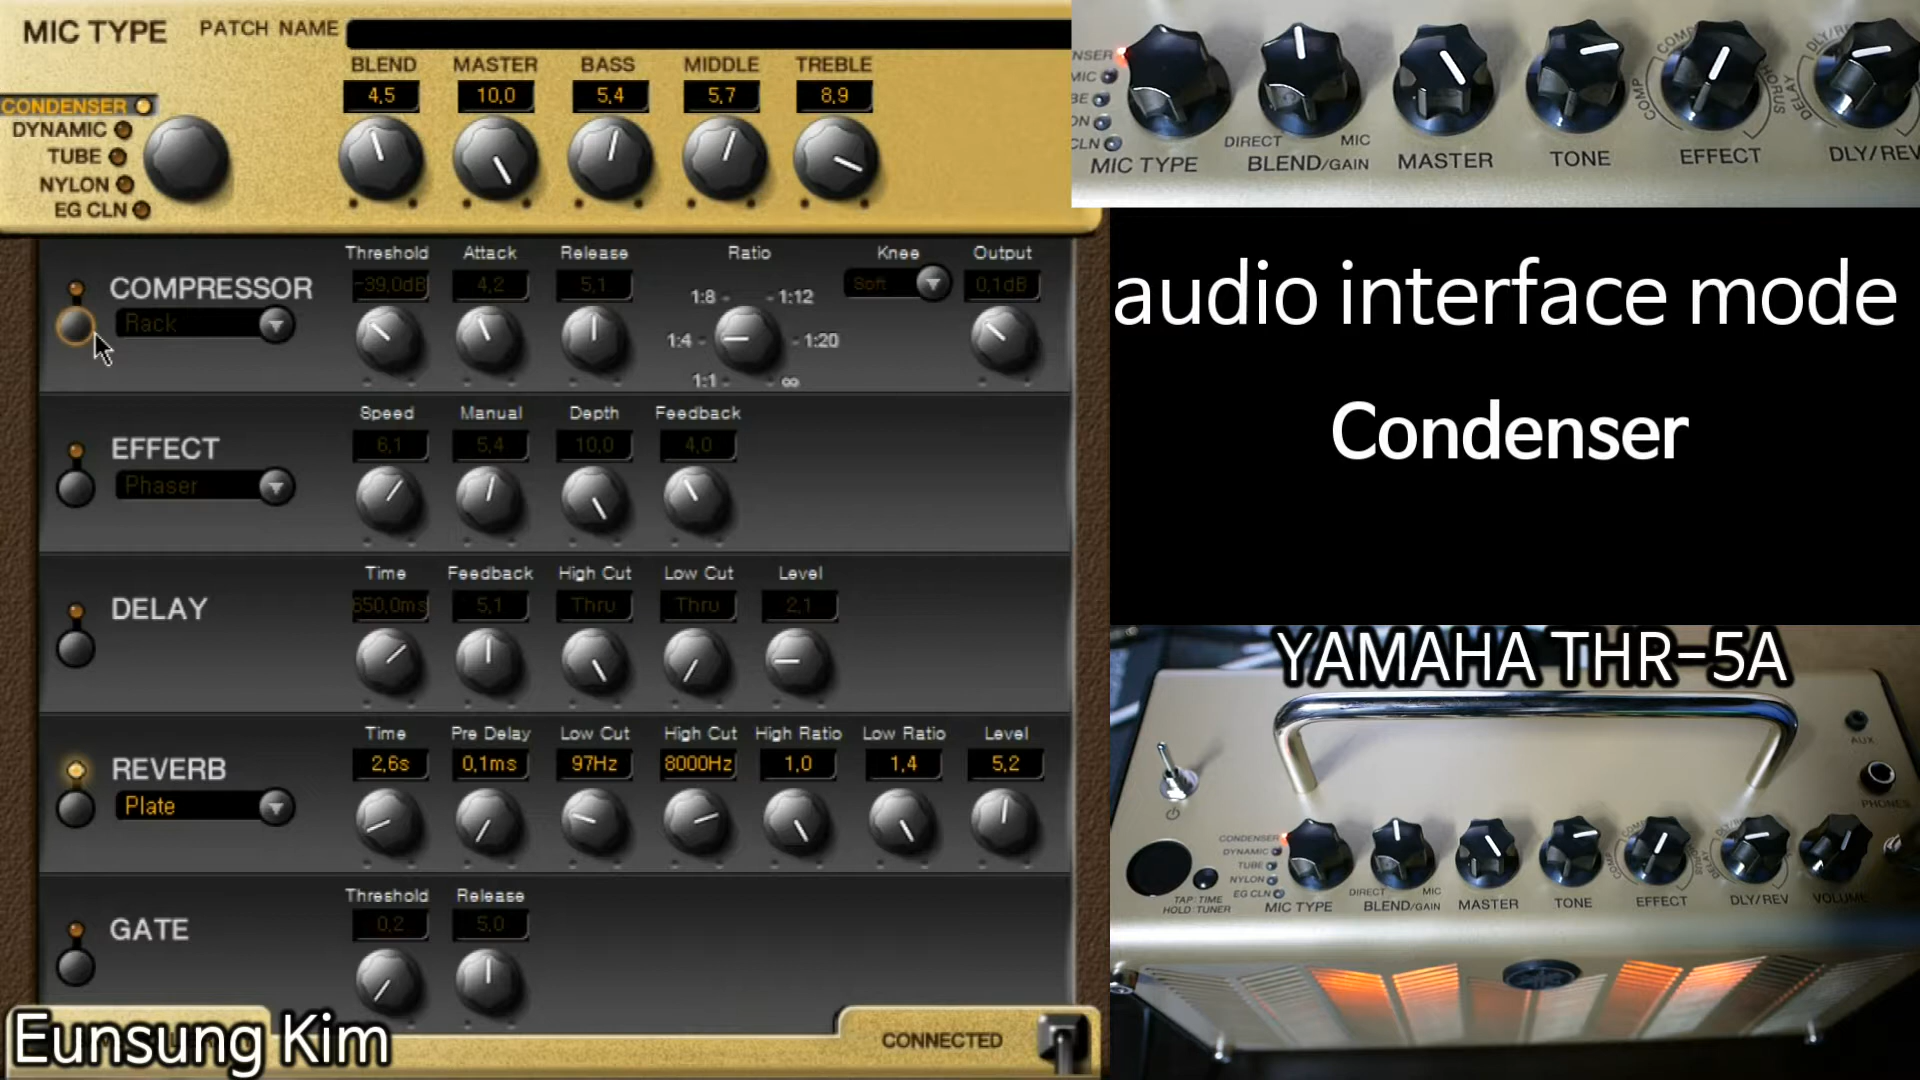 MIC TYPE
PATCH NAME
BLEND MASTER BASS MIDDLE TREBLE
4,5 10,0 5,4 5,7 8,9
CONDENSER
DYNAMIC
TUBE
NYLON
EG CLN
COMPRESSOR
Rack
Threshold Attack Release Ratio Knee Output
-39,0dB 4,2 5,1 Soft 0,1dB
1:8 1:12
1:4 1:20
1:1 ∞
EFFECT
Phaser
Speed Manual Depth Feedback
6,1 5,4 10,0 4,0
DELAY
Time Feedback High Cut Low Cut Level
650,0ms 5,1 Thru Thru 2,1
REVERB
Plate
Time Pre Delay Low Cut High Cut High Ratio Low Ratio Level
2,6s 0,1ms 97Hz 8000Hz 1,0 1,4 5,2
GATE
Threshold Release
0,2 5,0
CONNECTED
Eunsung Kim
NSER
MIC
BE
ON
CLN
DIRECT MIC
COMP
CHORUS
DELAY
MIC TYPE BLEND/GAIN MASTER TONE EFFECT DLY/REV
audio interface mode
Condenser
YAMAHA THR-5A
AUX
PHONES
CONDENSER
DYNAMIC
TUBE
NYLON
EG CLN
TAP:TIME
HOLD:TUNER
DIRECT MIC
MIC TYPE BLEND/GAIN MASTER TONE EFFECT DLY/REV VOLUME